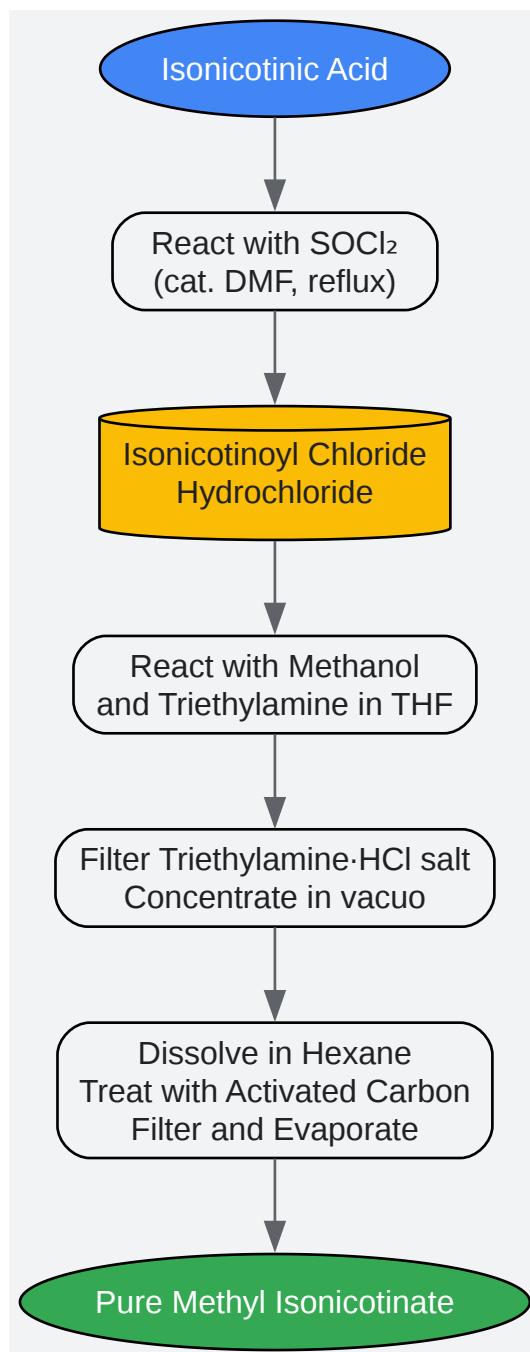 Isonicotinic Acid
React with SOCl₂
(cat. DMF, reflux)
Isonicotinoyl Chloride
Hydrochloride
React with Methanol
and Triethylamine in THF
Filter Triethylamine·HCl salt
Concentrate in vacuo
Dissolve in Hexane
Treat with Activated Carbon
Filter and Evaporate
Pure Methyl Isonicotinate